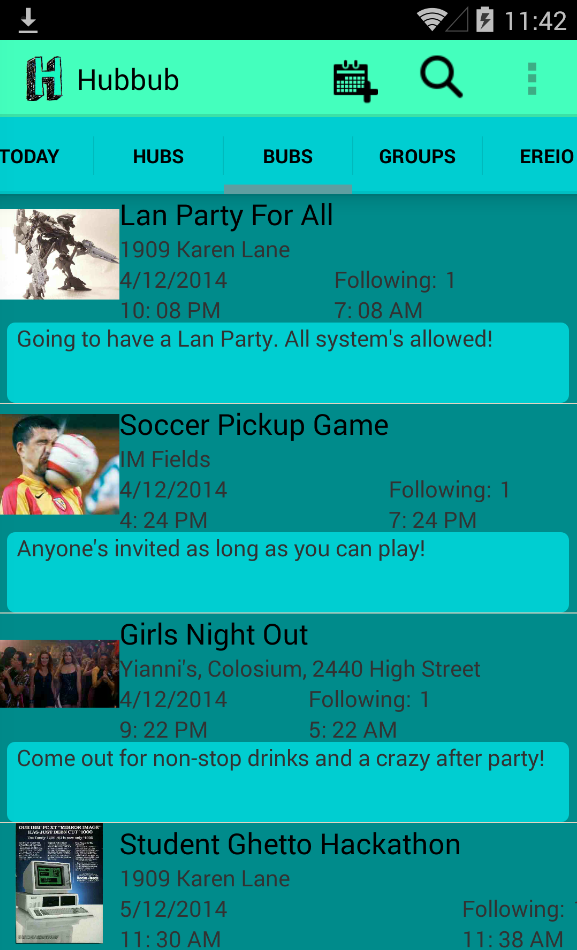 11:42
H Hubbub
TODAY HUBS BUBS GROUPS EREIO
Lan Party For All
1909 Karen Lane
4/12/2014 Following: 1
10: 08 PM 7: 08 AM
Going to have a Lan Party. All system's allowed!
Soccer Pickup Game
IM Fields
4/12/2014 Following: 1
4: 24 PM 7: 24 PM
Anyone's invited as long as you can play!
Girls Night Out
Yianni's, Colosium, 2440 High Street
4/12/2014 Following: 1
9: 22 PM 5: 22 AM
Come out for non-stop drinks and a crazy after party!
Student Ghetto Hackathon
1909 Karen Lane
5/12/2014 Following:
11: 30 AM 11: 38 AM